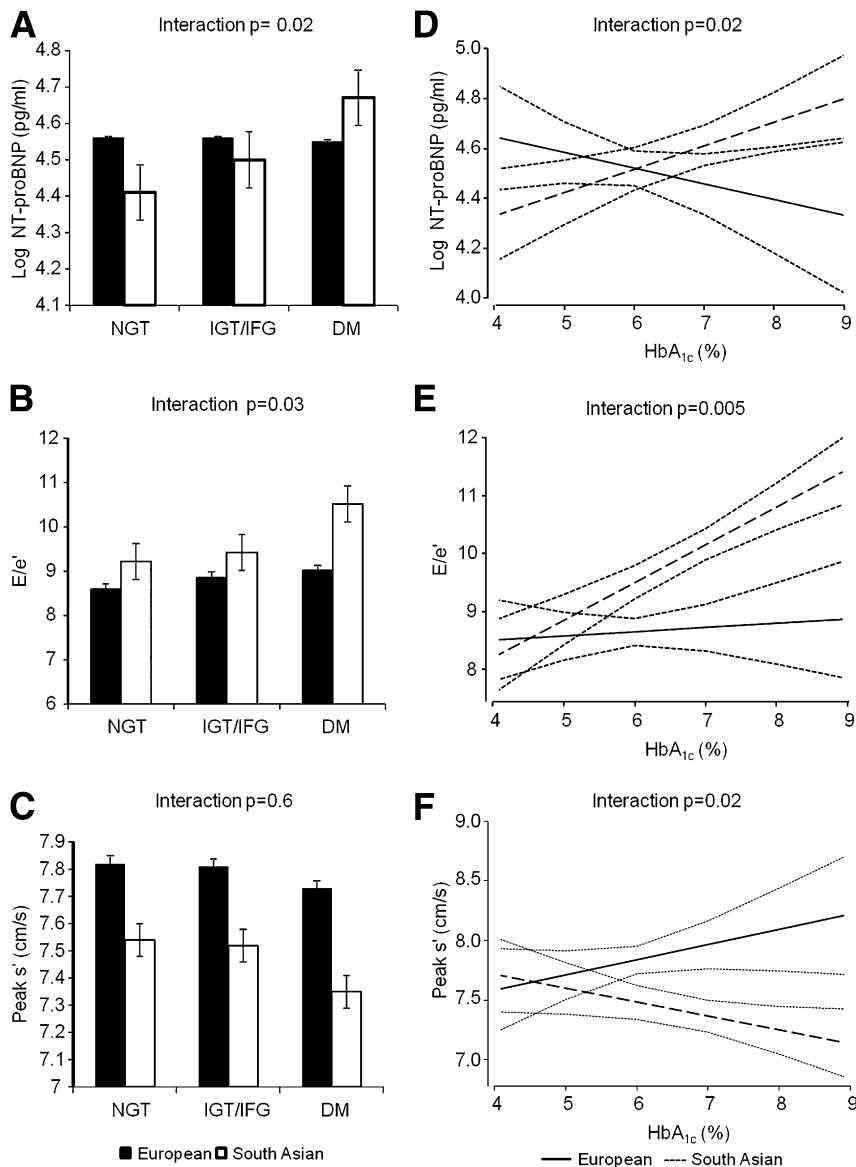 A
Interaction p= 0.02
Log NT-proBNP (pg/ml)
4.8
4.7
4.6
4.5
4.4
4.3
4.2
4.1
NGT IGT/IFG DM
D
Interaction p=0.02
Log NT-proBNP (pg/ml)
5.0
4.8
4.6
4.4
4.2
4.0
4 5 6 7 8 9
HbA1c (%)
B
Interaction p=0.03
E/e'
12
11
10
9
8
7
6
NGT IGT/IFG DM
E
Interaction p=0.005
E/e'
12
11
10
9
8
4 5 6 7 8 9
HbA1c (%)
C
Interaction p=0.6
Peak s' (cm/s)
7.9
7.8
7.7
7.6
7.5
7.4
7.3
7.2
7.1
7
NGT IGT/IFG DM
European South Asian
F
Interaction p=0.02
Peak s' (cm/s)
9.0
8.5
8.0
7.5
7.0
4 5 6 7 8 9
HbA1c (%)
European South Asian